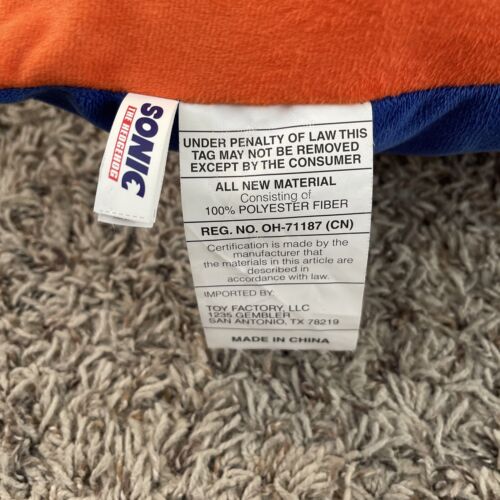 SONIC
THE HEDGEHOG
UNDER PENALTY OF LAW THIS
TAG MAY NOT BE REMOVED
EXCEPT BY THE CONSUMER
ALL NEW MATERIAL
Consisting of
100% POLYESTER FIBER
REG. NO. OH-71187 (CN)
Certification is made by the
manufacturer that
the materials in this article are
described in
accordance with law.
IMPORTED BY:
TOY FACTORY, LLC
1235 GEMBLER
SAN ANTONIO, TX 78219
MADE IN CHINA